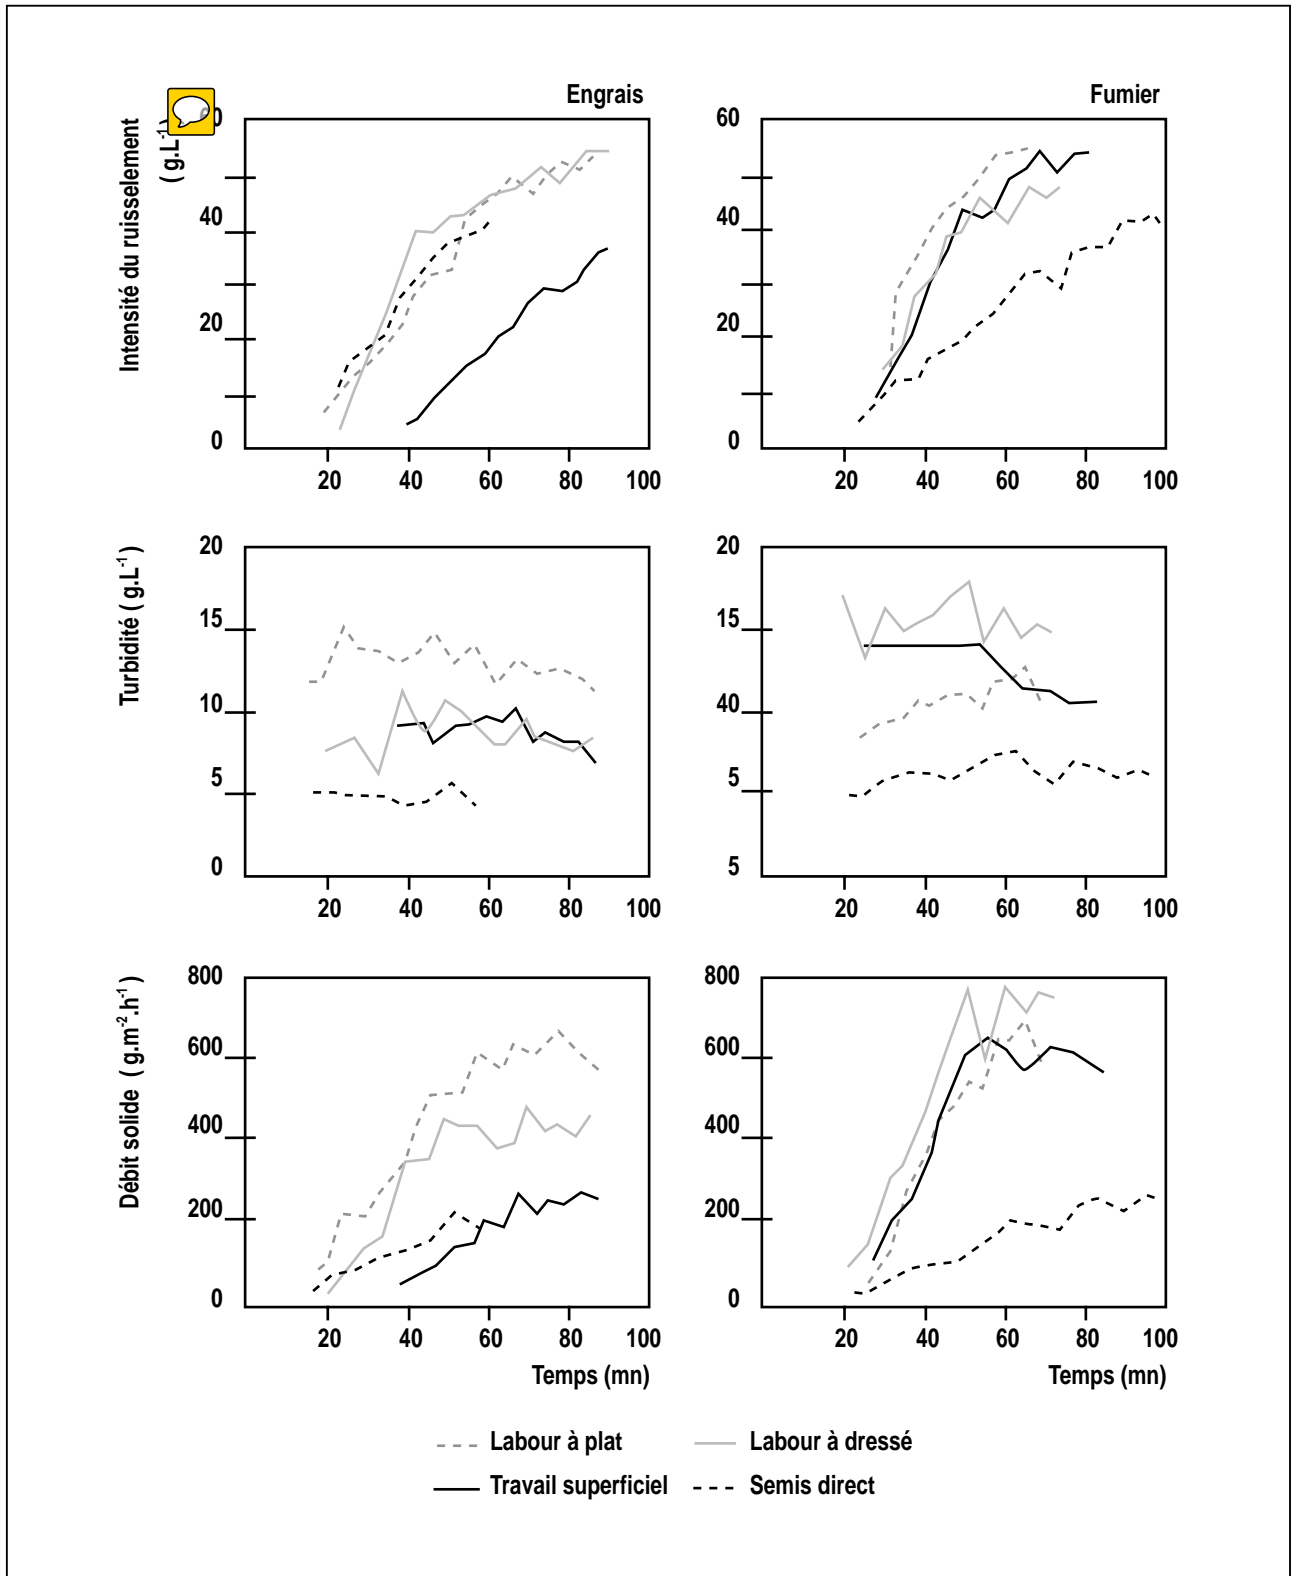 Engrais
Fumier
Intensité du ruisselement
( g.L-1)
0
40
20
0
20 40 60 80 100
60
40
20
0
20 40 60 80 100
Turbidité ( g.L-1)
20
15
10
5
0
20 40 60 80 100
20
15
40
5
5
20 40 60 80 100
Débit solide ( g.m-2.h-1)
800
600
400
200
0
20 40 60 80 100
Temps (mn)
800
600
400
200
0
20 40 60 80 100
Temps (mn)
Labour à plat
Labour à dressé
Travail superficiel
Semis direct